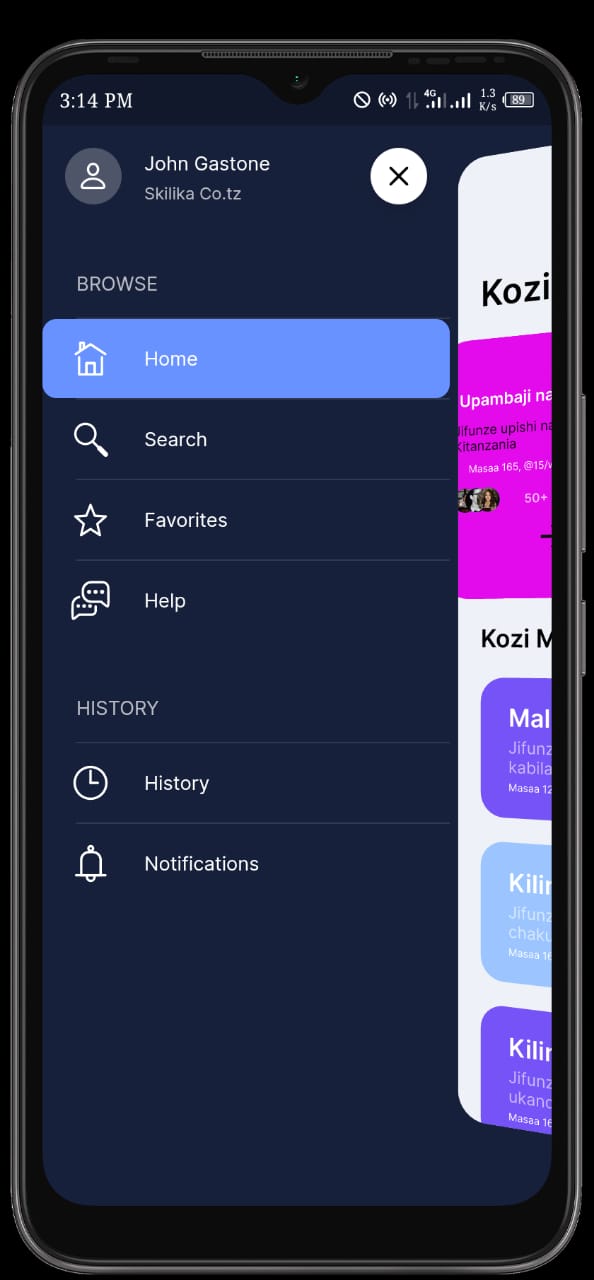 3:14 PM
4G
1.3
K/s
89
John Gastone
Skilika Co.tz
BROWSE
Home
Search
Favorites
Help
HISTORY
History
Notifications
Kozi
Upambaji na
Jifunze upishi na
Kitanzania
Masaa 165, @15/w
50+
Kozi M
Mal
Jifunz
kabila
Masaa 12
Kilin
Jifunz
chaku
Masaa 16
Kilin
Jifunz
ukand
Masaa 16